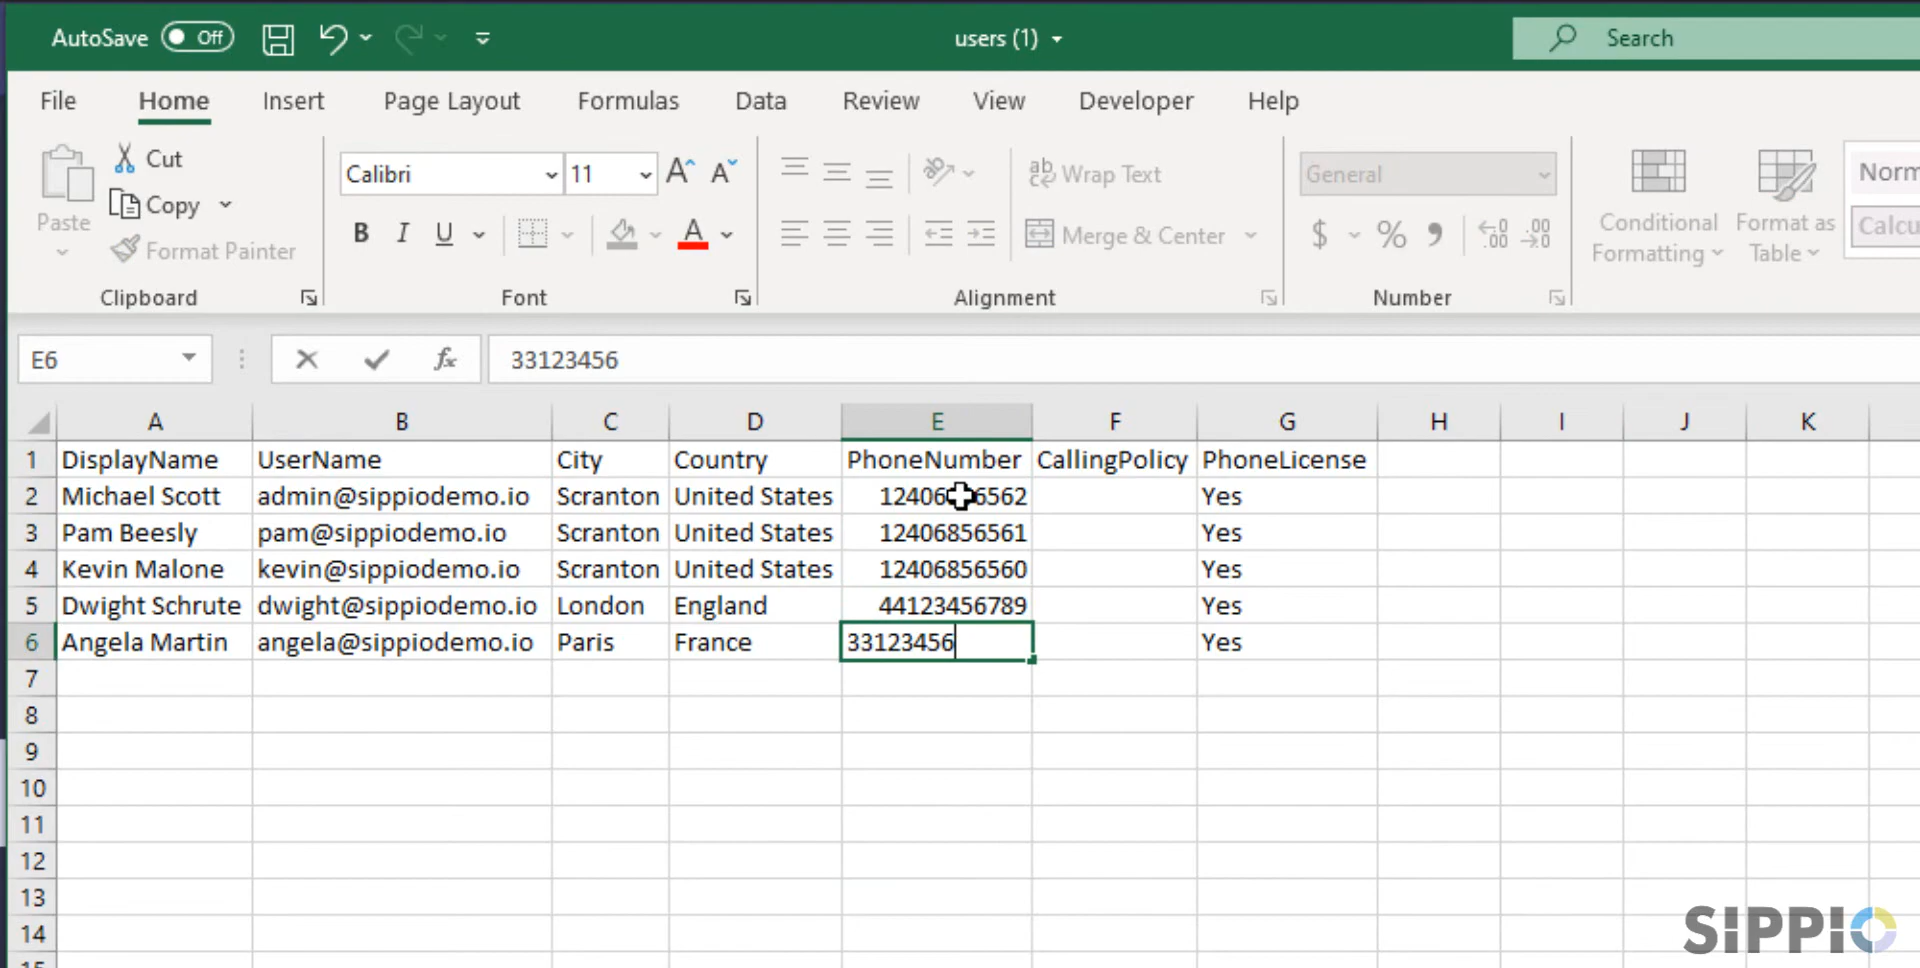 AutoSave Off users (1) Search
File Home Insert Page Layout Formulas Data Review View Developer Help
Cut
Copy
Paste
Format Painter
Clipboard
Calibri 11 A A
B I U A
Font
ab Wrap Text
Merge & Center
Alignment
General
$ % , .00 .00
Number
Conditional
Formatting
Format as
Table
Norm
Calcu
E6 fx 33123456
A B C D E F G H I J K
1 DisplayName UserName City Country PhoneNumber CallingPolicy PhoneLicense
2 Michael Scott admin@sippiodemo.io Scranton United States Yes
3 Pam Beesly pam@sippiodemo.io Scranton United States 12406856561 Yes
4 Kevin Malone kevin@sippiodemo.io Scranton United States 12406856560 Yes
5 Dwight Schrute dwight@sippiodemo.io London England 44123456789 Yes
6 Angela Martin angela@sippiodemo.io Paris France 33123456 Yes
7
8
9
10
11
12
13
14
SIPPIO